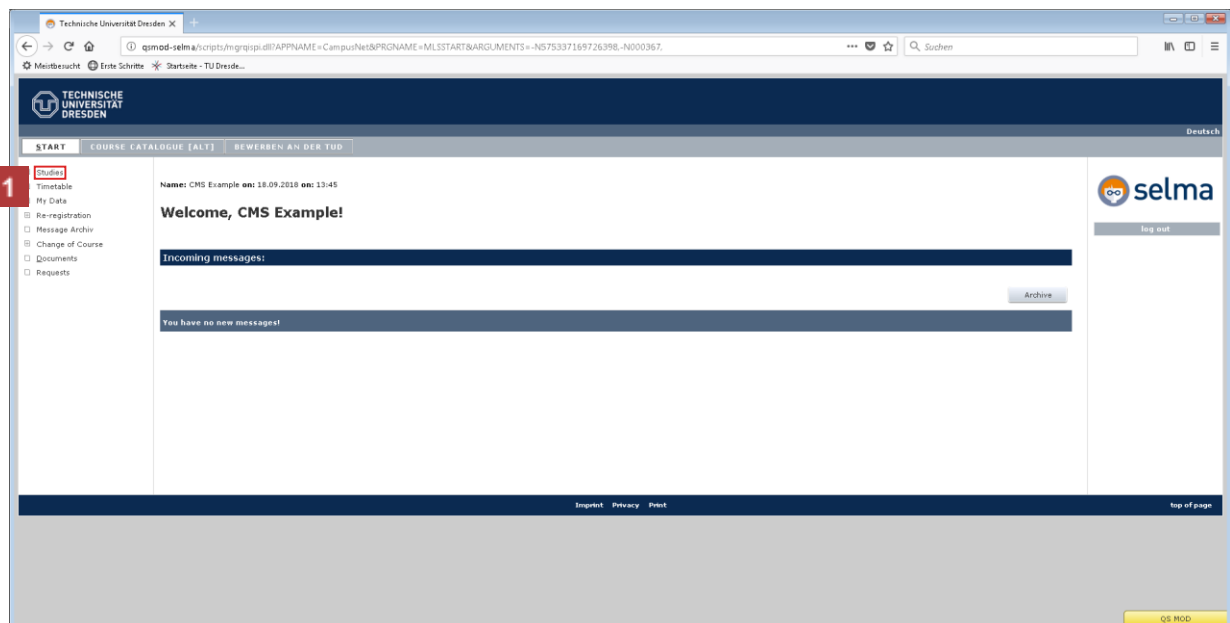 Technische Universität Dresden
qsmod-selma/scripts/mgrqispi.dll?APPNAME=CampusNet&PRGNAME=MLSSTART&ARGUMENTS=-N575337169726398,-N000367,
Suchen
Meistbesucht Erste Schritte Startseite - TU Dresde...
TECHNISCHE
UNIVERSITÄT
DRESDEN
Deutsch
START COURSE CATALOGUE [ALT] BEWERBEN AN DER TUD
1
Studies
Timetable
My Data
Re-registration
Message Archiv
Change of Course
Documents
Requests
Name: CMS Example on: 18.09.2018 on: 13:45
Welcome, CMS Example!
Incoming messages:
Archive
You have no new messages!
selma
log out
Imprint Privacy Print top of page
QS MOD